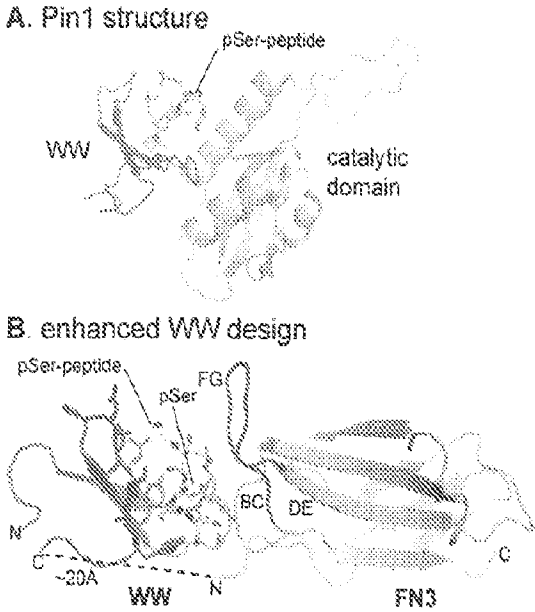 A. Pin1 structure
pSer-peptide
WW
catalytic
domain
B. enhanced WW design
pSer-peptide
pSer
FG
BC
DE
N
C
~20A
WW
N
FN3
C